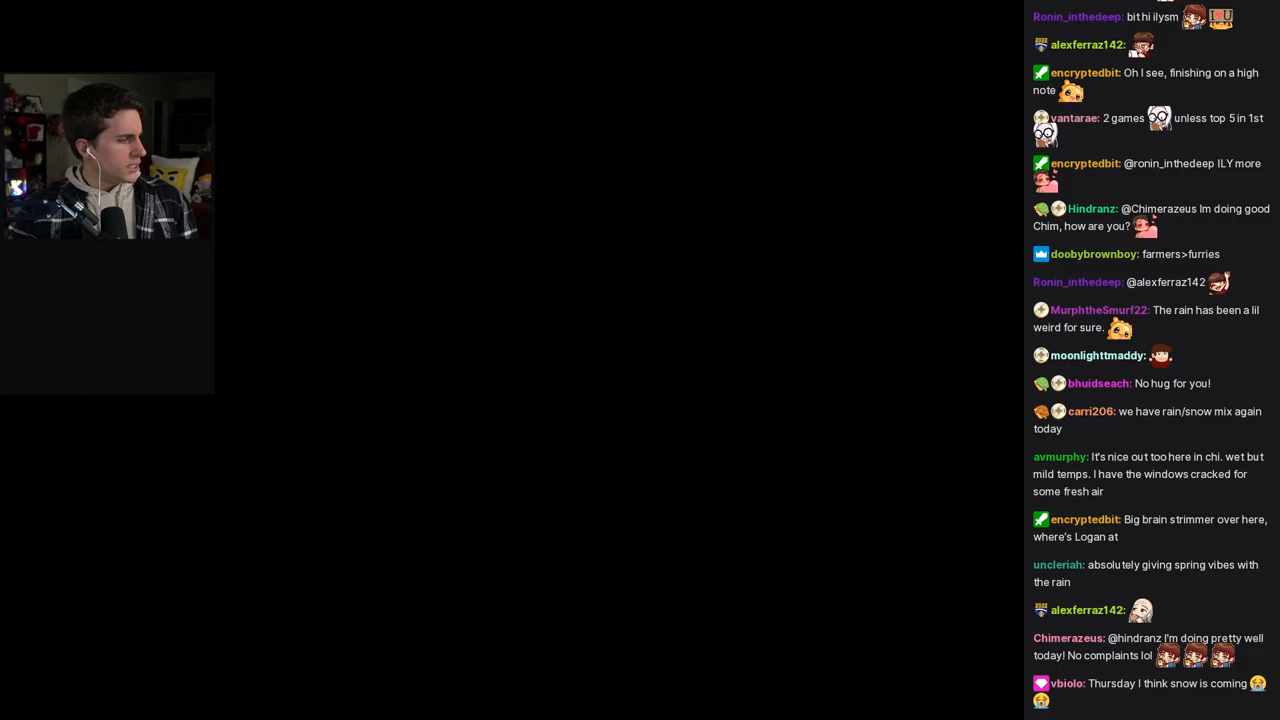 Ronin_inthedeep: bit hi ilysm
alexferraz142:
encryptedbit: Oh I see, finishing on a high
note
vantarae: 2 games unless top 5 in 1st
encryptedbit: @ronin_inthedeep ILY more
Hindranz: @Chimerazeus Im doing good
Chim, how are you?
doobybrownboy: farmers>furries
Ronin_inthedeep: @alexferraz142
MurphtheSmurf22: The rain has been a lil
weird for sure.
moonlighttmaddy:
bhuidseach: No hug for you!
carri206: we have rain/snow mix again
today
avmurphy: It's nice out too here in chi. wet but
mild temps. I have the windows cracked for
some fresh air
encryptedbit: Big brain strimmer over here,
where's Logan at
uncleriah: absolutely giving spring vibes with
the rain
alexferraz142:
Chimerazeus: @hindranz I'm doing pretty well
today! No complaints lol
vbiolo: Thursday I think snow is coming